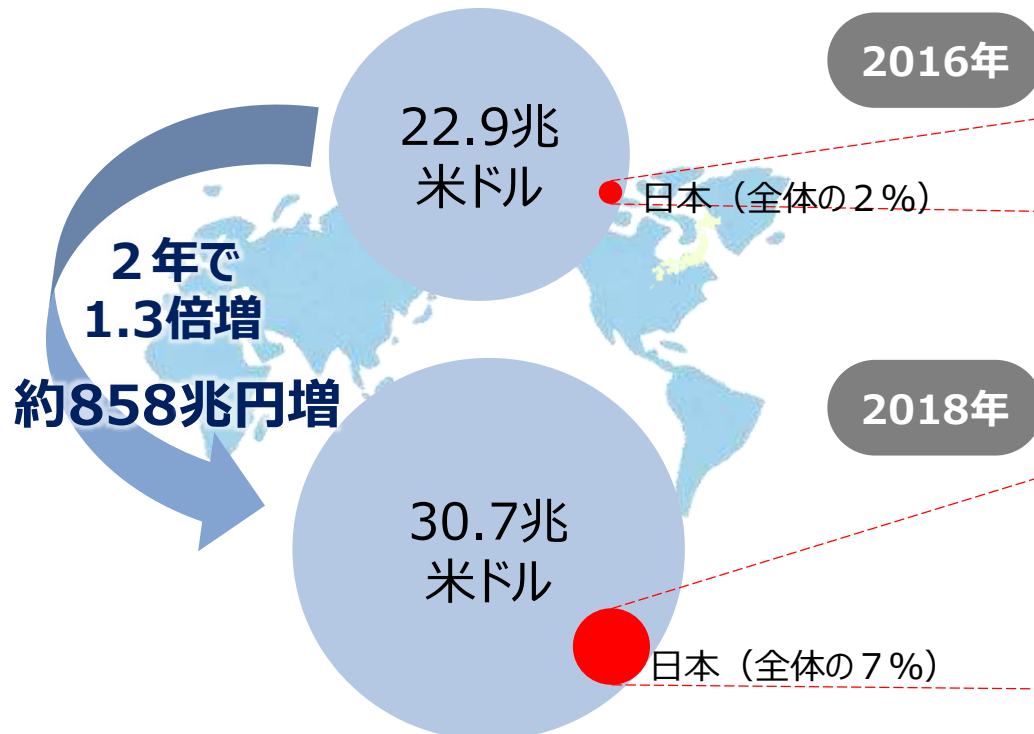 2016年
22.9兆
米ドル
日本（全体の２%）
２年で
1.3倍増
約858兆円増
2018年
30.7兆
米ドル
日本（全体の７%）